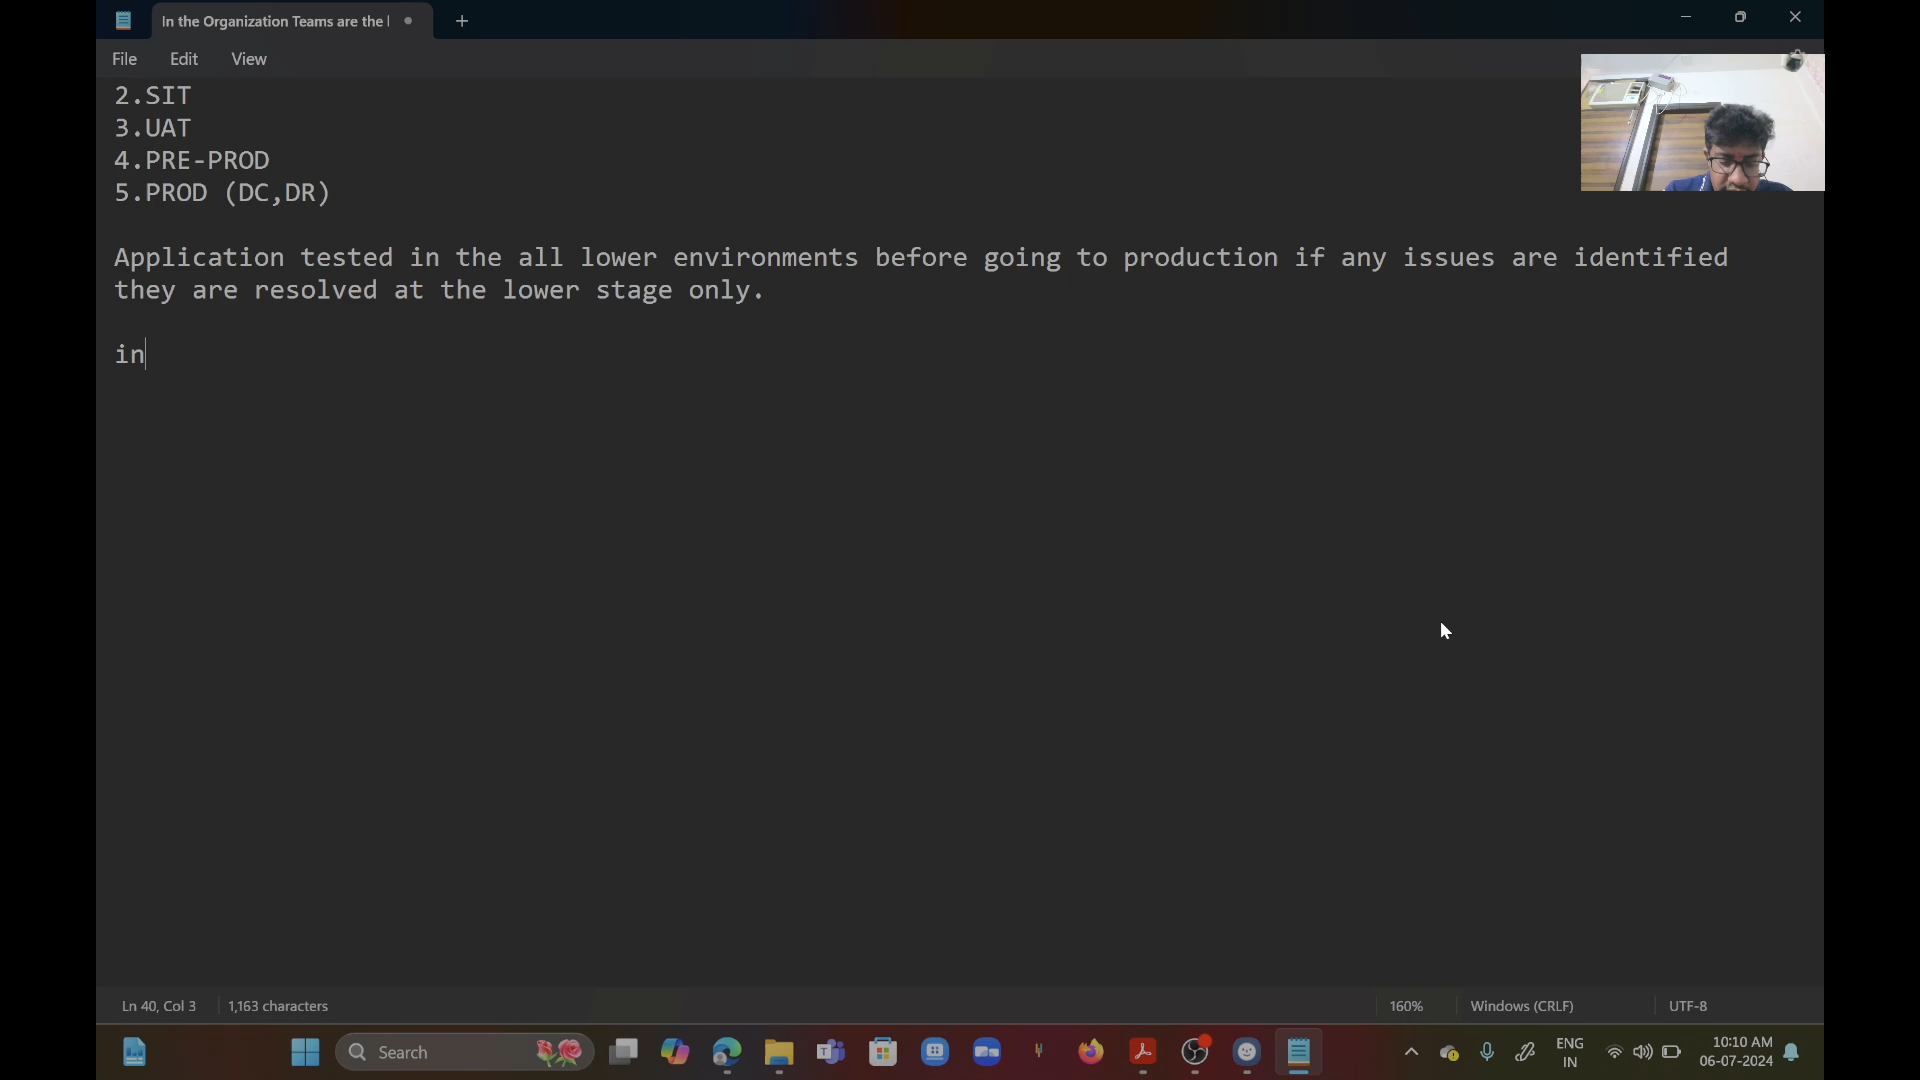 In the Organization Teams are the
File Edit View
2.SIT
3.UAT
4.PRE-PROD
5.PROD (DC,DR)
Application tested in the all lower environments before going to production if any issues are identified
they are resolved at the lower stage only.
in
Ln 40, Col 3 1,163 characters 160% Windows (CRLF) UTF-8
Search
ENG
IN
10:10 AM
06-07-2024